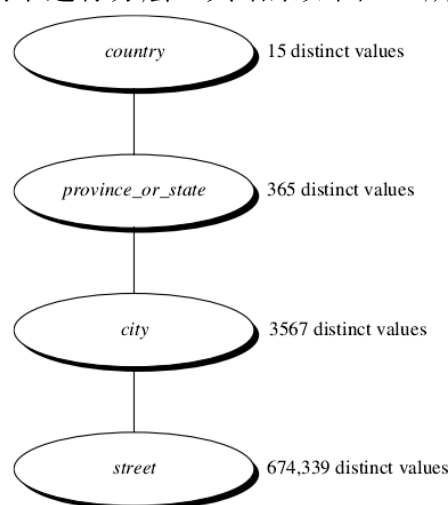 country 15 distinct values
province_or_state 365 distinct values
city 3567 distinct values
street 674,339 distinct values